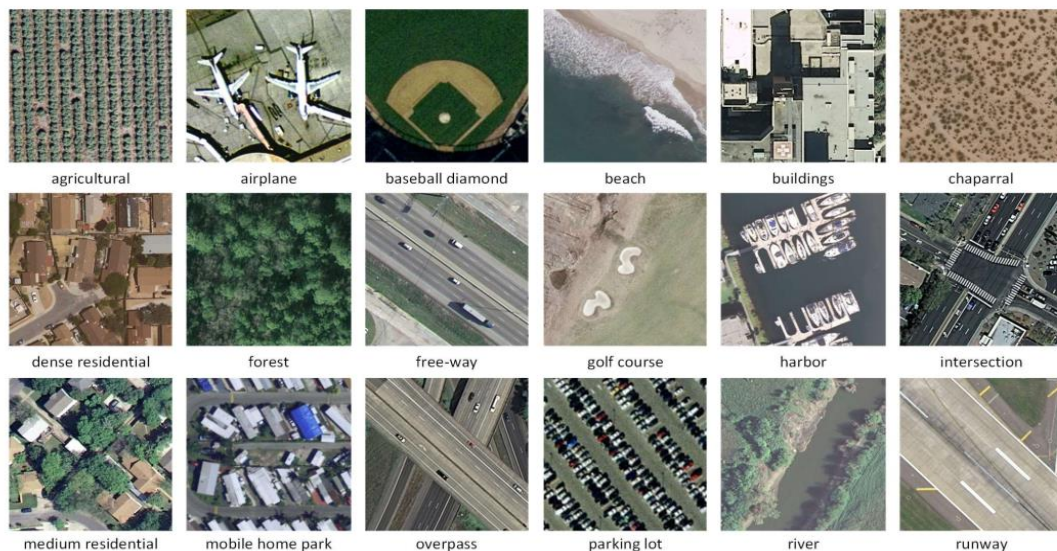 agricultural
airplane
baseball diamond
beach
buildings
chaparral
dense residential
forest
free-way
golf course
harbor
intersection
medium residential
mobile home park
overpass
parking lot
river
runway